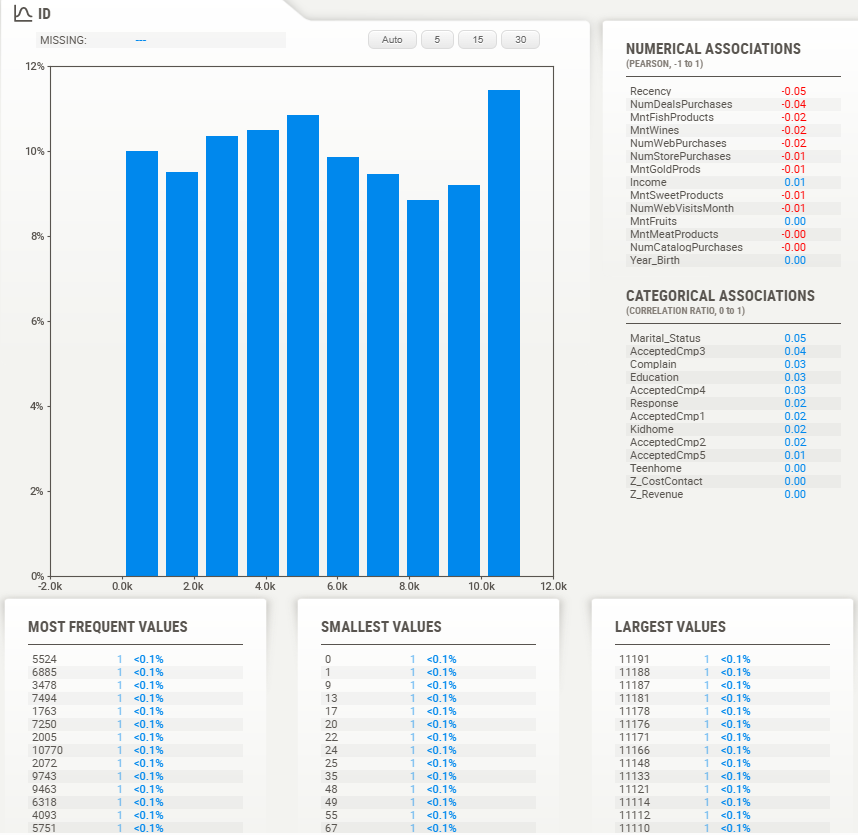 ID
MISSING: ---
Auto 5 15 30
12%
10%
8%
6%
4%
2%
0%
-2.0k 0.0k 2.0k 4.0k 6.0k 8.0k 10.0k 12.0k
NUMERICAL ASSOCIATIONS
(PEARSON, -1 to 1)
Recency -0.05
NumDealsPurchases -0.04
MntFishProducts -0.02
MntWines -0.02
NumWebPurchases -0.02
NumStorePurchases -0.01
MntGoldProds -0.01
Income 0.01
MntSweetProducts -0.01
NumWebVisitsMonth -0.01
MntFruits 0.00
MntMeatProducts -0.00
NumCatalogPurchases -0.00
Year_Birth 0.00
CATEGORICAL ASSOCIATIONS
(CORRELATION RATIO, 0 to 1)
Marital_Status 0.05
AcceptedCmp3 0.04
Complain 0.03
Education 0.03
AcceptedCmp4 0.03
Response 0.02
AcceptedCmp1 0.02
Kidhome 0.02
AcceptedCmp2 0.02
AcceptedCmp5 0.01
Teenhome 0.00
Z_CostContact 0.00
Z_Revenue 0.00
MOST FREQUENT VALUES
5524 1 <0.1%
6885 1 <0.1%
3478 1 <0.1%
7494 1 <0.1%
1763 1 <0.1%
7250 1 <0.1%
2005 1 <0.1%
10770 1 <0.1%
2072 1 <0.1%
9743 1 <0.1%
9463 1 <0.1%
6318 1 <0.1%
4093 1 <0.1%
5751 1 <0.1%
SMALLEST VALUES
0 1 <0.1%
1 1 <0.1%
9 1 <0.1%
13 1 <0.1%
17 1 <0.1%
20 1 <0.1%
22 1 <0.1%
24 1 <0.1%
25 1 <0.1%
35 1 <0.1%
48 1 <0.1%
49 1 <0.1%
55 1 <0.1%
67 1 <0.1%
LARGEST VALUES
11191 1 <0.1%
11188 1 <0.1%
11187 1 <0.1%
11181 1 <0.1%
11178 1 <0.1%
11176 1 <0.1%
11171 1 <0.1%
11166 1 <0.1%
11148 1 <0.1%
11133 1 <0.1%
11121 1 <0.1%
11114 1 <0.1%
11112 1 <0.1%
11110 1 <0.1%